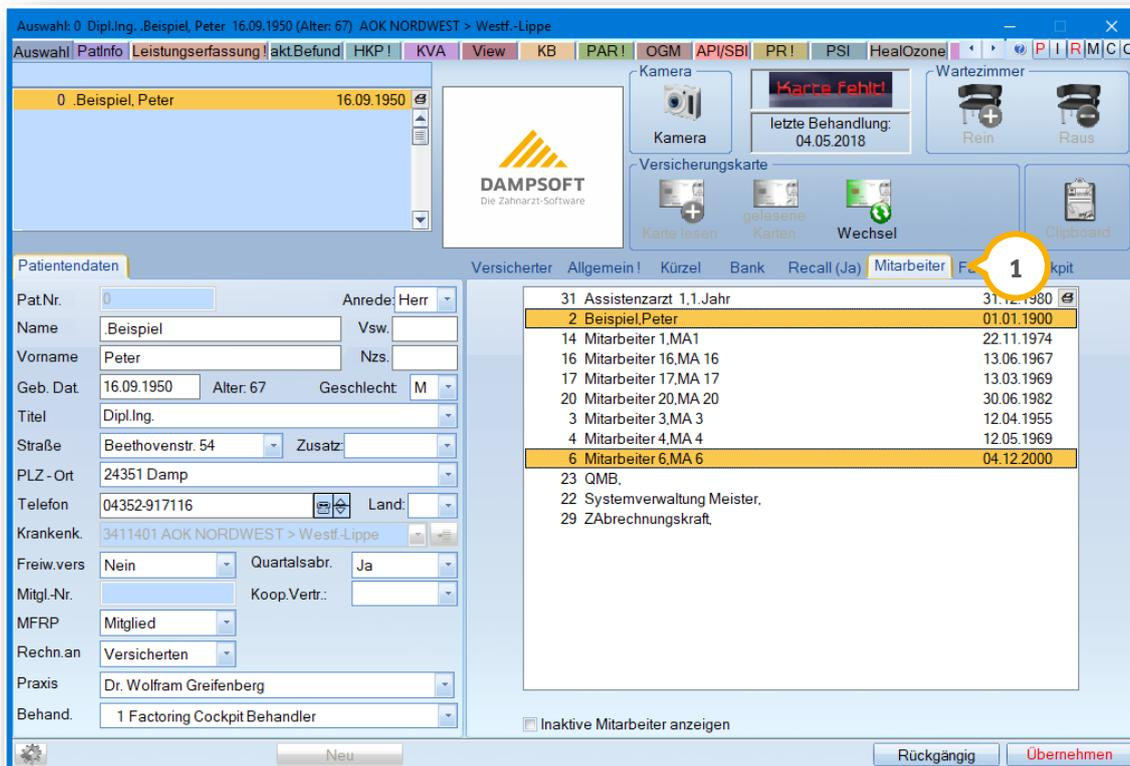 Auswahl: 0 Dipl.Ing. .Beispiel, Peter 16.09.1950 (Alter: 67) AOK NORDWEST > Westf.-Lippe
Auswahl PatInfo Leistungserfassung ! akt.Befund HKP ! KVA View KB PAR ! OGM API/SBI PR ! PSI HealOzone P I R M C
0 .Beispiel, Peter 16.09.1950
DAMPSOFT
Die Zahnarzt-Software
Kamera
Kamera
Karte fehlt!
letzte Behandlung:
04.05.2018
Wartezimmer
Rein Raus
Versicherungskarte
Karte lesen
gelesene
Karten
Wechsel
Clipboard
Patientendaten
Versicherter Allgemein ! Kürzel Bank Recall (Ja) Mitarbeiter
1
Pat.Nr. 0 Anrede: Herr
Name .Beispiel Vsw.
Vorname Peter Nzs.
Geb. Dat. 16.09.1950 Alter: 67 Geschlecht: M
Titel Dipl.Ing.
Straße Beethovenstr. 54 Zusatz:
PLZ - Ort 24351 Damp
Telefon 04352-917116 Land:
Krankenk. 3411401 AOK NORDWEST > Westf.-Lippe
Freiw.vers Nein Quartalsabr. Ja
Mitgl.-Nr. Koop.Vertr.:
MFRP Mitglied
Rechn.an Versicherten
Praxis Dr. Wolfram Greifenberg
Behand. 1 Factoring Cockpit Behandler
31 Assistenzarzt 1,1.Jahr 31.12.1980
2 Beispiel,Peter 01.01.1900
14 Mitarbeiter 1,MA1 22.11.1974
16 Mitarbeiter 16,MA 16 13.06.1967
17 Mitarbeiter 17,MA 17 13.03.1969
20 Mitarbeiter 20,MA 20 30.06.1982
3 Mitarbeiter 3,MA 3 12.04.1955
4 Mitarbeiter 4,MA 4 12.05.1969
6 Mitarbeiter 6,MA 6 04.12.2000
23 QMB,
22 Systemverwaltung Meister,
29 ZAbrechnungskraft,
Inaktive Mitarbeiter anzeigen
Neu
Rückgängig Übernehmen